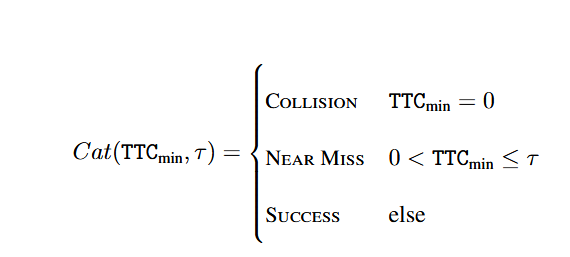 COLLISION TTC_min = 0
Cat(TTC_min, τ) = { NEAR MISS 0 < TTC_min ≤ τ
SUCCESS else